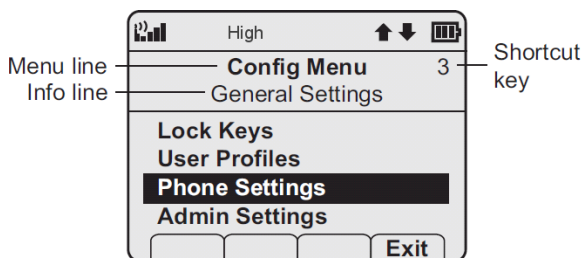 High
Menu line Config Menu 3 Shortcut key
Info line General Settings
Lock Keys
User Profiles
Phone Settings
Admin Settings
Exit